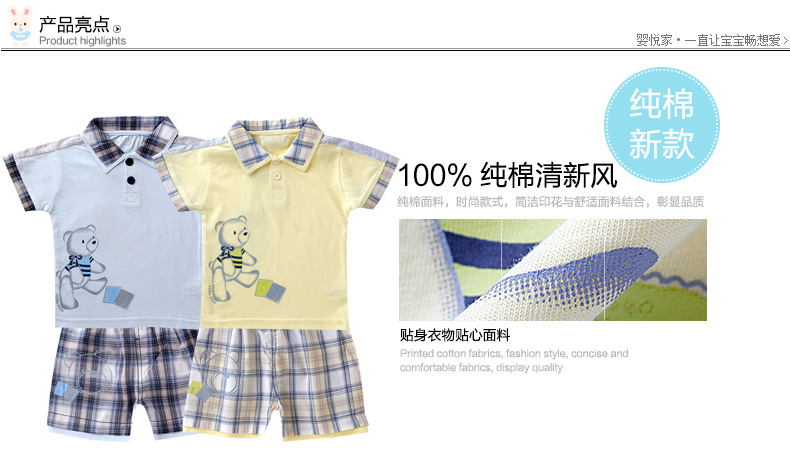 产品亮点
Product highlights
婴悦家·一直让宝宝畅想爱>
纯棉
新款
100% 纯棉清新风
纯棉面料，时尚款式，简洁印花与舒适面料结合，彰显品质
贴身衣物贴心面料
Printed cotton fabrics, fashion style, concise and
comfortable fabrics, display quality